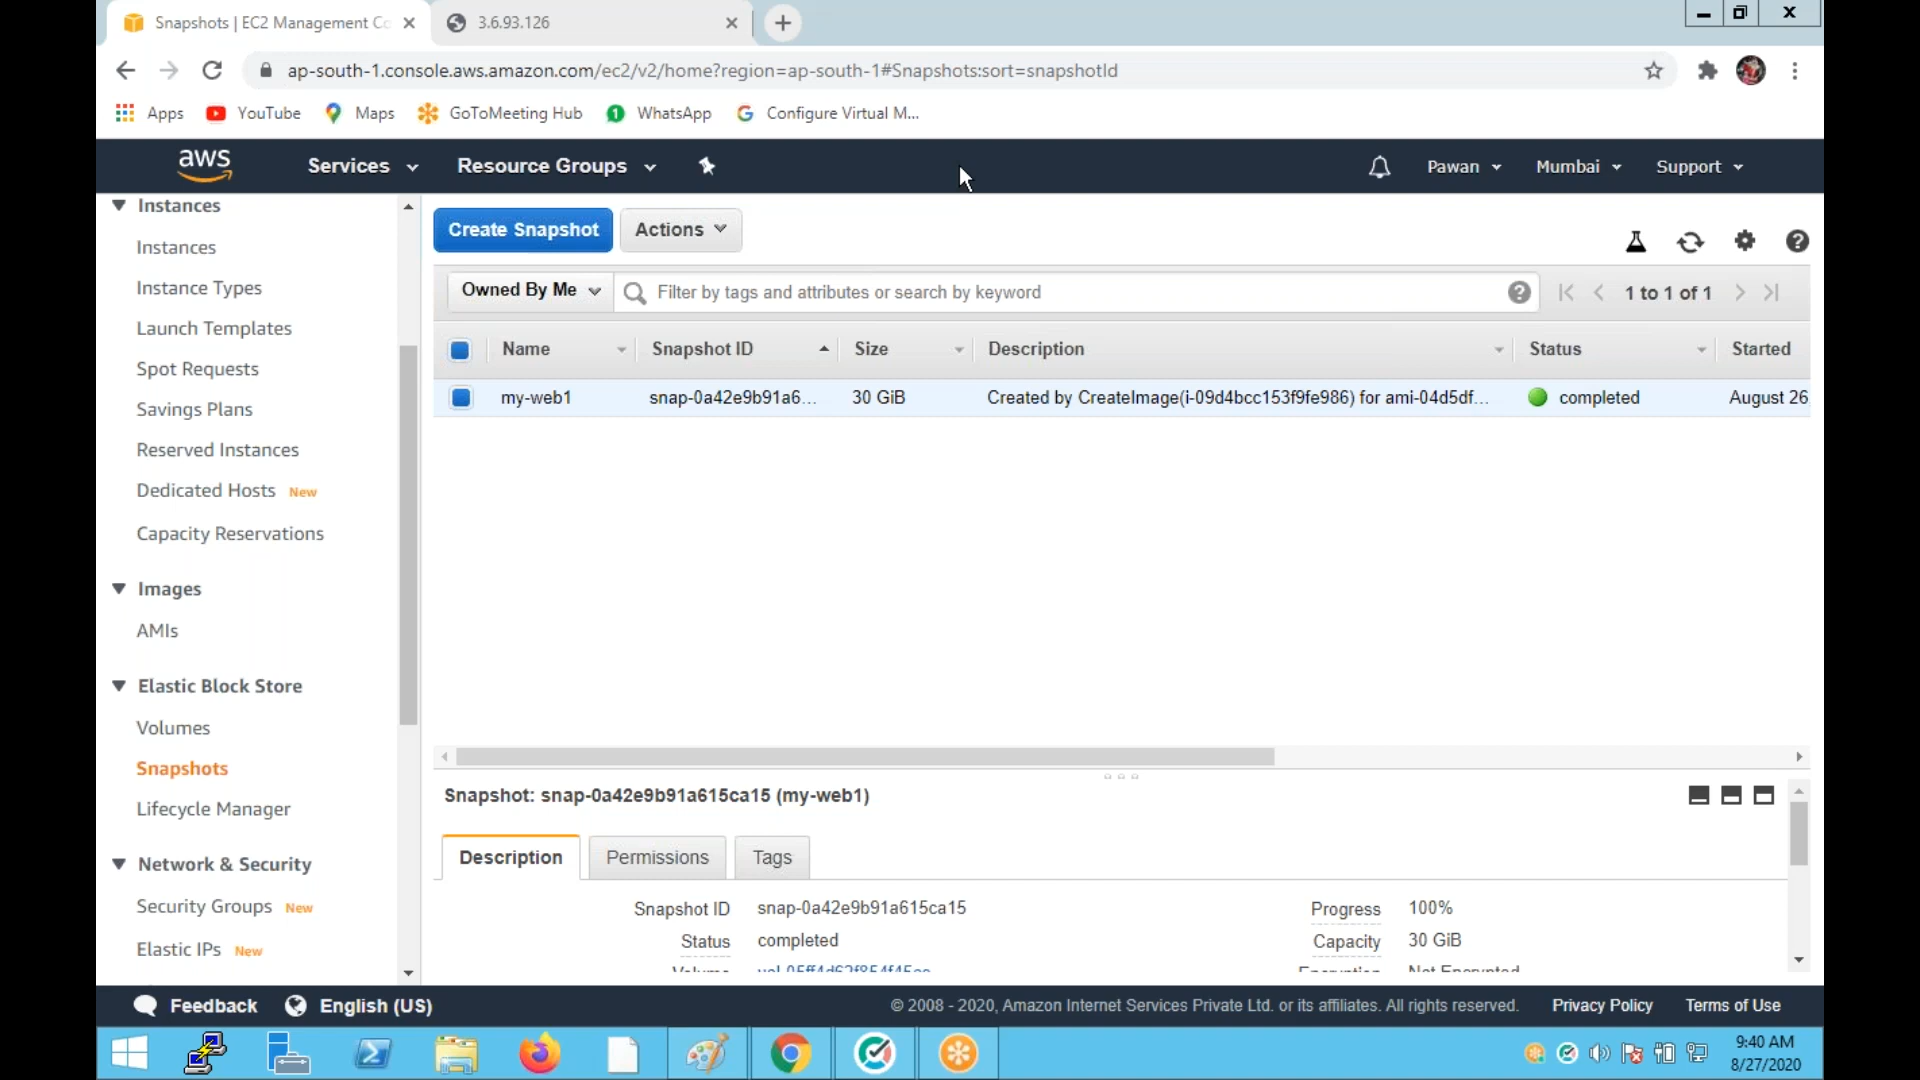 Snapshots | EC2 Management Co
3.6.93.126
ap-south-1.console.aws.amazon.com/ec2/v2/home?region=ap-south-1#Snapshots:sort=snapshotId
Apps
YouTube
Maps
GoToMeeting Hub
1
WhatsApp
Configure Virtual M...
aws
Services
Resource Groups
Pawan
Mumbai
Support
Instances
Instances
Instance Types
Launch Templates
Spot Requests
Savings Plans
Reserved Instances
Dedicated Hosts New
Capacity Reservations
Images
AMIs
Elastic Block Store
Volumes
Snapshots
Lifecycle Manager
Network & Security
Security Groups New
Elastic IPs New
Create Snapshot
Actions
Owned By Me
Filter by tags and attributes or search by keyword
1 to 1 of 1
Name Snapshot ID Size Description Status Started
my-web1 snap-0a42e9b91a6... 30 GiB Created by CreateImage(i-09d4bcc153f9fe986) for ami-04d5df... completed August 26
Snapshot: snap-0a42e9b91a615ca15 (my-web1)
Description
Permissions
Tags
Snapshot ID snap-0a42e9b91a615ca15
Progress 100%
Status completed
Capacity 30 GiB
Feedback
English (US)
© 2008 - 2020, Amazon Internet Services Private Ltd. or its affiliates. All rights reserved.
Privacy Policy
Terms of Use
9:40 AM
8/27/2020